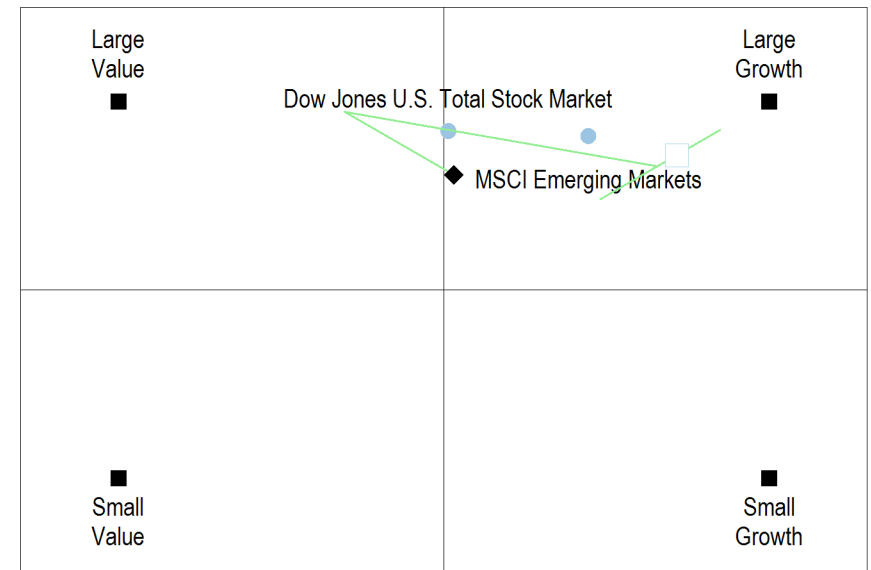 Large
Value
Large
Growth
Dow Jones U.S. Total Stock Market
MSCI Emerging Markets
Small
Value
Small
Growth